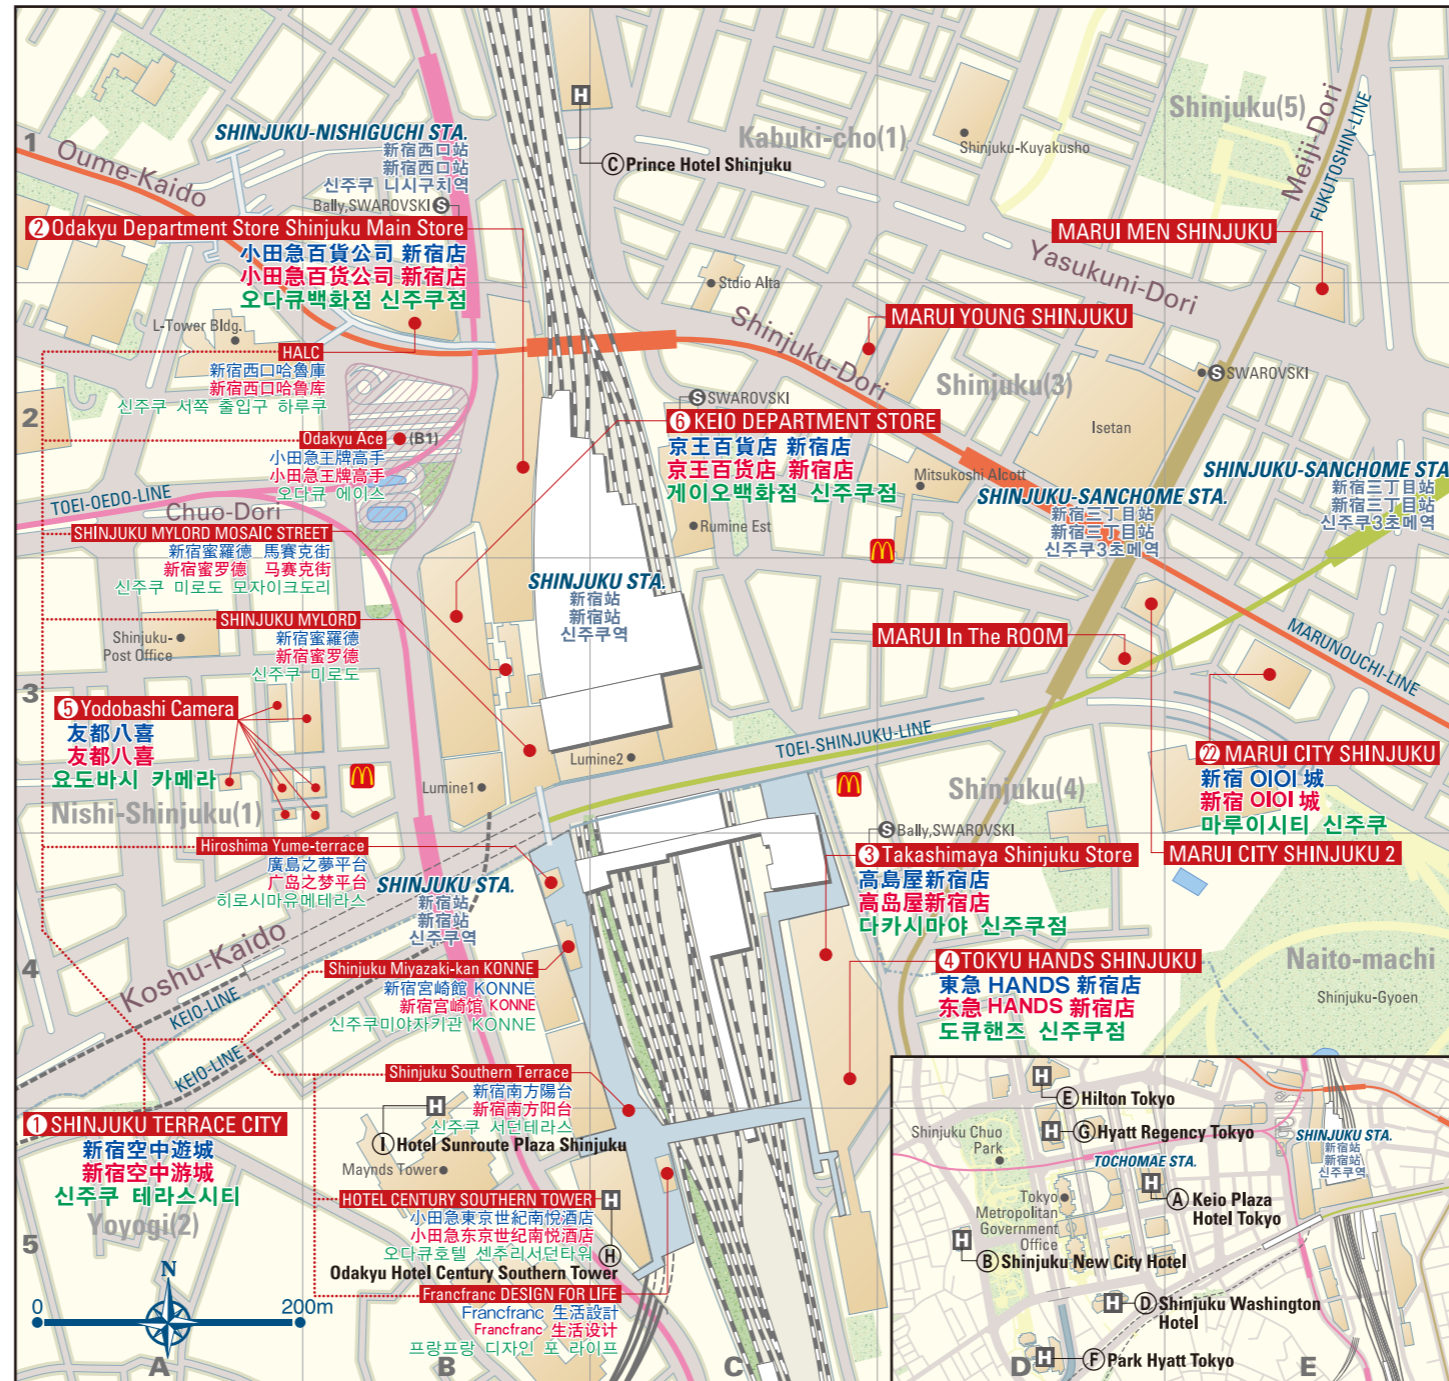 1
Oume-Kaido
SHINJUKU-NISHIGUCHI STA.
新宿西口站
新宿西口站
신주쿠 니시구치역
Bally,SWAROVSKI Ⓢ
H
Ⓒ Prince Hotel Shinjuku
Kabuki-cho(1)
Shinjuku-Kuyakusho
Shinjuku(5)
Meiji-Dori
FUKUTOSHIN-LINE
❷ Odakyu Department Store Shinjuku Main Store
小田急百貨公司 新宿店
小田急百货公司 新宿店
오다큐백화점 신주쿠점
MARUI MEN SHINJUKU
Yasukuni-Dori
Stdio Alta
Shinjuku-Dori
MARUI YOUNG SHINJUKU
L-Tower Bldg.
HALC
新宿西口哈魯庫
新宿西口哈鲁库
신주쿠 서쪽 출입구 하루쿠
2
Shinjuku(3)
Ⓢ SWAROVSKI
Ⓢ SWAROVSKI
❻ KEIO DEPARTMENT STORE
京王百貨店 新宿店
京王百货店 新宿店
게이오백화점 신주쿠점
Isetan
Odakyu Ace (B1)
小田急王牌高手
小田急王牌高手
오다큐 에이스
Mitsukoshi Alcott
SHINJUKU-SANCHOME STA.
新宿三丁目站
新宿三丁目站
신주쿠3초메역
SHINJUKU-SANCHOME STA
新宿三丁目站
新宿三丁目站
신주쿠3초메역
TOEI-OEDO-LINE
Chuo-Dori
Rumine Est
SHINJUKU MYLORD MOSAIC STREET
新宿蜜羅德 馬賽克街
新宿蜜罗德 马赛克街
신주쿠 미로도 모자이크도리
SHINJUKU STA.
新宿站
新宿站
신주쿠역
SHINJUKU MYLORD
新宿蜜羅德
新宿蜜罗德
신주쿠 미로도
Shinjuku-
Post Office
MARUI In The ROOM
MARUNOUCHI-LINE
3
❺ Yodobashi Camera
友都八喜
友都八喜
요도바시 카메라
Nishi-Shinjuku(1)
Lumine2
Lumine1
TOEI-SHINJUKU-LINE
Shinjuku(4)
㉒ MARUI CITY SHINJUKU
新宿 OIOI 城
新宿 OIOI 城
마루이시티 신주쿠
MARUI CITY SHINJUKU 2
Ⓢ Bally,SWAROVSKI
❸ Takashimaya Shinjuku Store
高島屋新宿店
高岛屋新宿店
다카시마야 신주쿠점
Hiroshima Yume-terrace
廣島之夢平台
广岛之梦平台
히로시마유메테라스
SHINJUKU STA.
新宿站
新宿站
신주쿠역
4
Koshu-Kaido
KEIO-LINE
KEIO-LINE
Shinjuku Miyazaki-kan KONNE
新宿宮崎館 KONNE
新宿宫崎馆 KONNE
신주쿠미야자키관 KONNE
❹ TOKYU HANDS SHINJUKU
東急 HANDS 新宿店
东急 HANDS 新宿店
도큐핸즈 신주쿠점
Naito-machi
Shinjuku-Gyoen
Shinjuku Southern Terrace
新宿南方陽台
新宿南方阳台
신주쿠 서던테라스
H
Ⓘ Hotel Sunroute Plaza Shinjuku
Maynds Tower
❶ SHINJUKU TERRACE CITY
新宿空中遊城
新宿空中游城
신주쿠 테라스시티
Yoyogi(2)
5
HOTEL CENTURY SOUTHERN TOWER H
小田急東京世紀南悦酒店
小田急东京世纪南悦酒店
오다큐호텔 센추리서던타워 Ⓗ
Odakyu Hotel Century Southern Tower
Francfranc DESIGN FOR LIFE
Francfranc 生活設計
Francfranc 生活设计
프랑프랑 디자인 포 라이프
N
0 200m
A B C D E
H
Ⓔ Hilton Tokyo
Shinjuku Chuo
Park
H
Ⓖ Hyatt Regency Tokyo
TOCHOMAE STA.
SHINJUKU STA.
新宿站
新宿站
신주쿠역
Tokyo
Metropolitan
Government
Office
H
Ⓐ Keio Plaza
Hotel Tokyo
H
Ⓑ Shinjuku New City Hotel
H
Ⓓ Shinjuku Washington
Hotel
H
Ⓕ Park Hyatt Tokyo